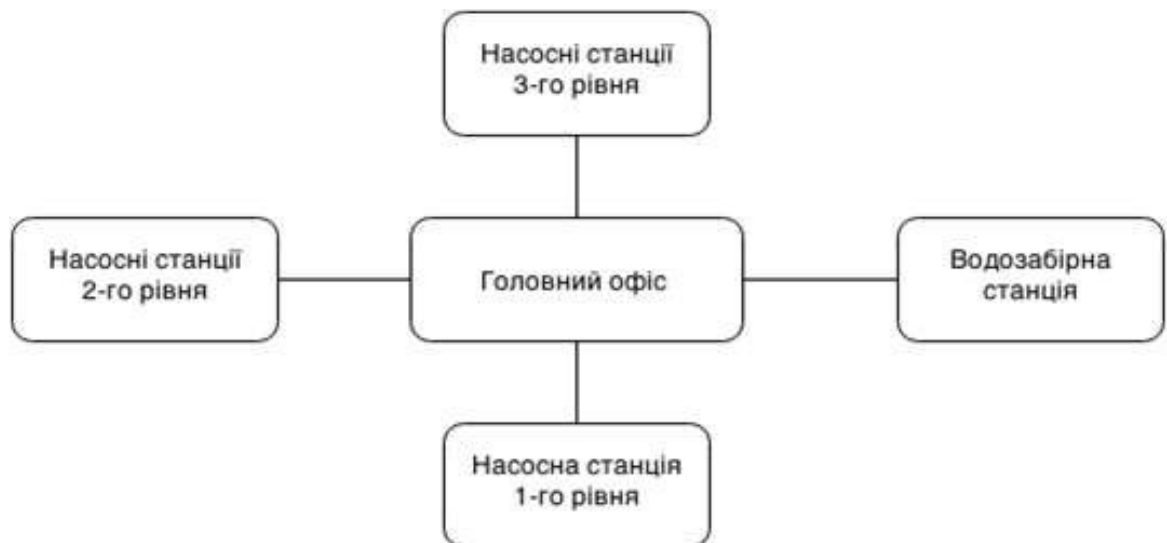 Насосні станції
3-го рівня
Насосні станції
2-го рівня
Головний офіс
Водозабірна
станція
Насосна станція
1-го рівня